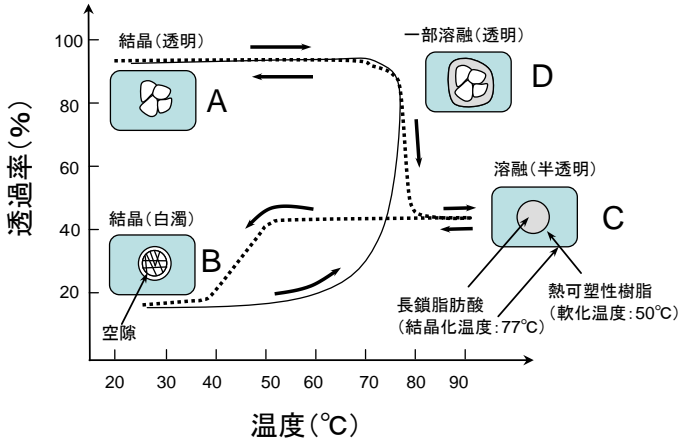 結晶（透明）
一部溶融（透明）
A
D
100
80
60
40
20
透過率（%）
結晶（白濁）
B
空隙
溶融（半透明）
C
長鎖脂肪酸
（結晶化温度：77℃）
熱可塑性樹脂
（軟化温度：50℃）
20 30 40 50 60 70 80 90
温度（℃）